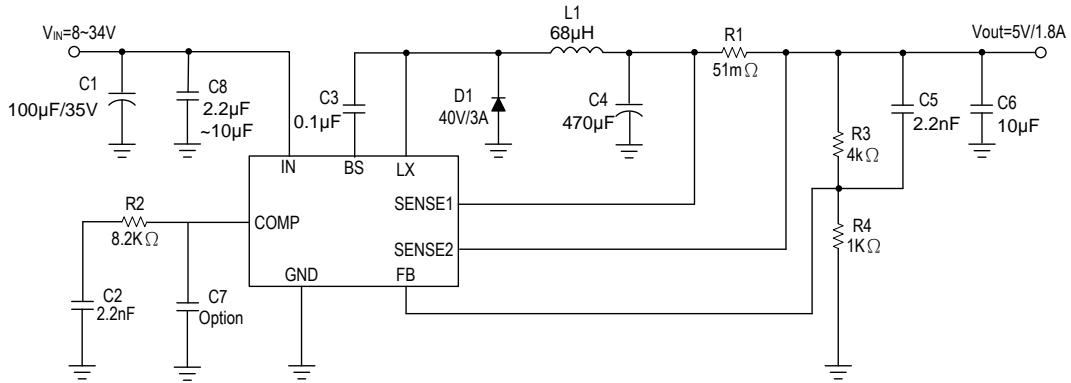 VIN=8~34V
C1
100µF/35V
C8
2.2µF
~10µF
C3
0.1µF
L1
68µH
D1
40V/3A
C4
470µF
R1
51mΩ
Vout=5V/1.8A
C5
2.2nF
C6
10µF
R3
4kΩ
R4
1KΩ
IN
BS
LX
SENSE1
SENSE2
COMP
GND
FB
R2
8.2KΩ
C2
2.2nF
C7
Option